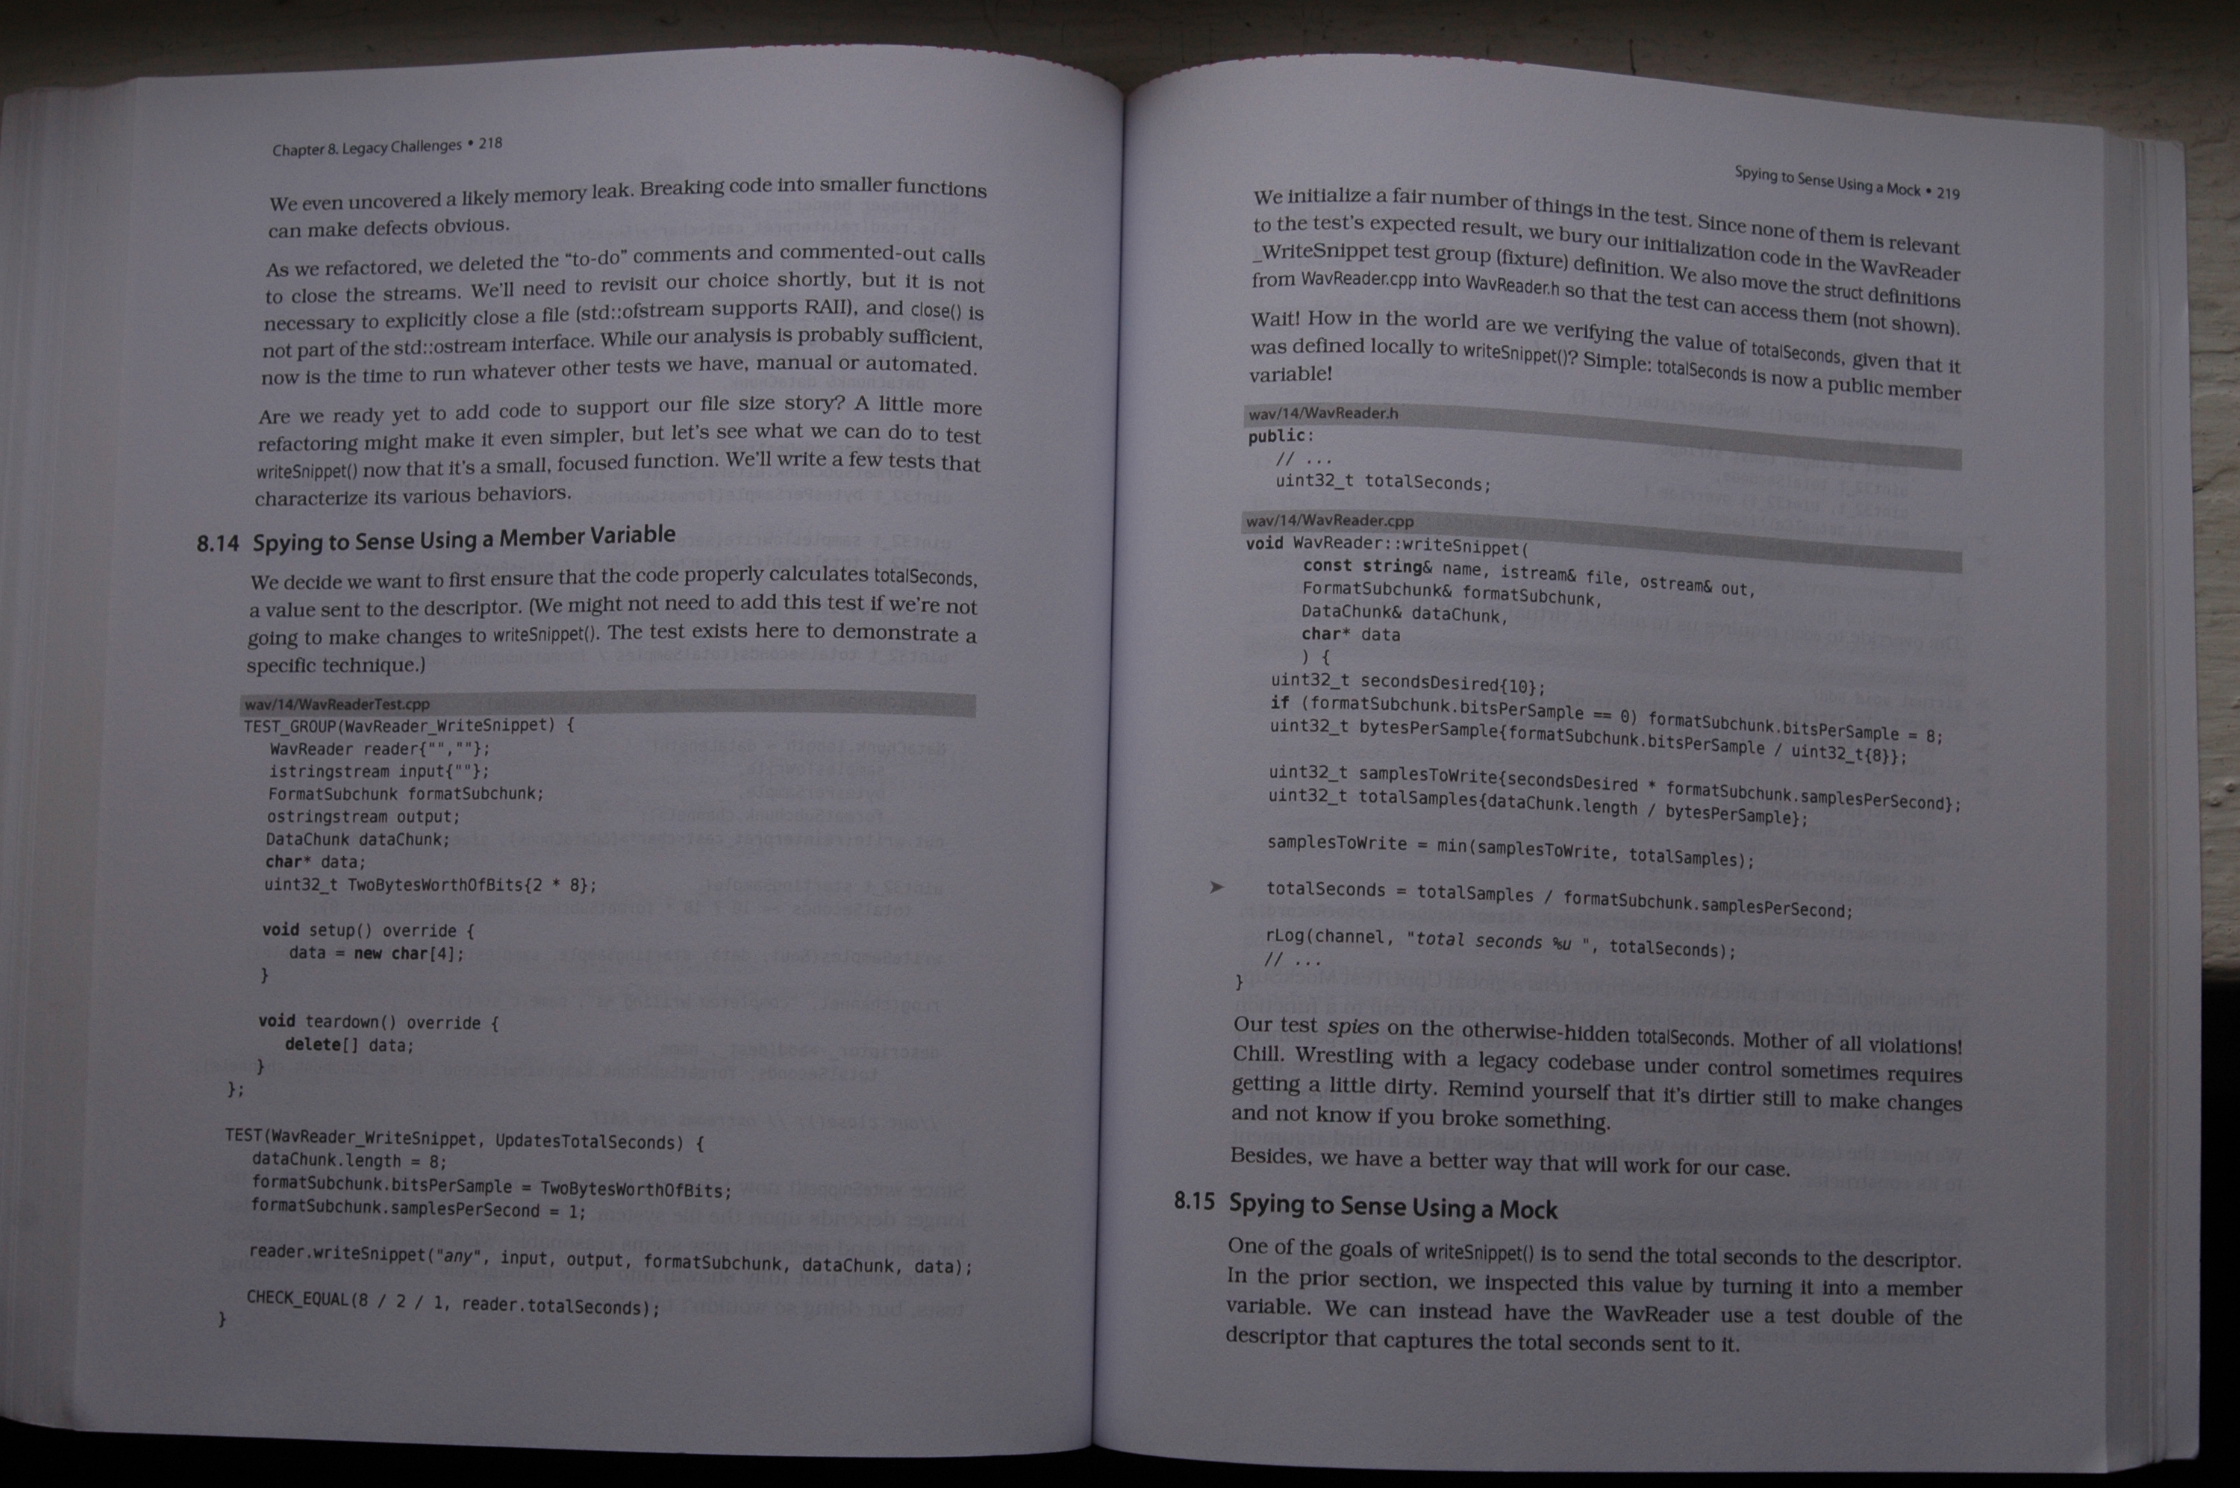 Chapter 8. Legacy Challenges • 218
We even uncovered a likely memory leak. Breaking code into smaller functions
can make defects obvious.
As we refactored, we deleted the “to-do” comments and commented-out calls
to close the streams. We’ll need to revisit our choice shortly, but it is not
necessary to explicitly close a file (std::ofstream supports RAII), and close() is
not part of the std::ostream interface. While our analysis is probably sufficient,
now is the time to run whatever other tests we have, manual or automated.
Are we ready yet to add code to support our file size story? A little more
refactoring might make it even simpler, but let’s see what we can do to test
writeSnippet() now that it’s a small, focused function. We’ll write a few tests that
characterize its various behaviors.
8.14 Spying to Sense Using a Member Variable
We decide we want to first ensure that the code properly calculates totalSeconds,
a value sent to the descriptor. (We might not need to add this test if we’re not
going to make changes to writeSnippet(). The test exists here to demonstrate a
specific technique.)
wav/14/WavReaderTest.cpp
TEST_GROUP(WavReader_WriteSnippet) {
WavReader reader{"",""};
istringstream input{""};
FormatSubchunk formatSubchunk;
ostringstream output;
DataChunk dataChunk;
char* data;
uint32_t TwoBytesWorthOfBits{2 * 8};
void setup() override {
data = new char[4];
}
void teardown() override {
delete[] data;
}
};
TEST(WavReader_WriteSnippet, UpdatesTotalSeconds) {
dataChunk.length = 8;
formatSubchunk.bitsPerSample = TwoBytesWorthOfBits;
formatSubchunk.samplesPerSecond = 1;
reader.writeSnippet("any", input, output, formatSubchunk, dataChunk, data);
CHECK_EQUAL(8 / 2 / 1, reader.totalSeconds);
}
Spying to Sense Using a Mock • 219
We initialize a fair number of things in the test. Since none of them is relevant
to the test’s expected result, we bury our initialization code in the WavReader
_WriteSnippet test group (fixture) definition. We also move the struct definitions
from WavReader.cpp into WavReader.h so that the test can access them (not shown).
Wait! How in the world are we verifying the value of totalSeconds, given that it
was defined locally to writeSnippet()? Simple: totalSeconds is now a public member
variable!
wav/14/WavReader.h
public:
// ...
uint32_t totalSeconds;
wav/14/WavReader.cpp
void WavReader::writeSnippet(
const string& name, istream& file, ostream& out,
FormatSubchunk& formatSubchunk,
DataChunk& dataChunk,
char* data
) {
uint32_t secondsDesired{10};
if (formatSubchunk.bitsPerSample == 0) formatSubchunk.bitsPerSample = 8;
uint32_t bytesPerSample{formatSubchunk.bitsPerSample / uint32_t{8}};
uint32_t samplesToWrite{secondsDesired * formatSubchunk.samplesPerSecond};
uint32_t totalSamples{dataChunk.length / bytesPerSample};
samplesToWrite = min(samplesToWrite, totalSamples);
➤ totalSeconds = totalSamples / formatSubchunk.samplesPerSecond;
rLog(channel, "total seconds %u ", totalSeconds);
// ...
}
Our test spies on the otherwise-hidden totalSeconds. Mother of all violations!
Chill. Wrestling with a legacy codebase under control sometimes requires
getting a little dirty. Remind yourself that it’s dirtier still to make changes
and not know if you broke something.
Besides, we have a better way that will work for our case.
8.15 Spying to Sense Using a Mock
One of the goals of writeSnippet() is to send the total seconds to the descriptor.
In the prior section, we inspected this value by turning it into a member
variable. We can instead have the WavReader use a test double of the
descriptor that captures the total seconds sent to it.